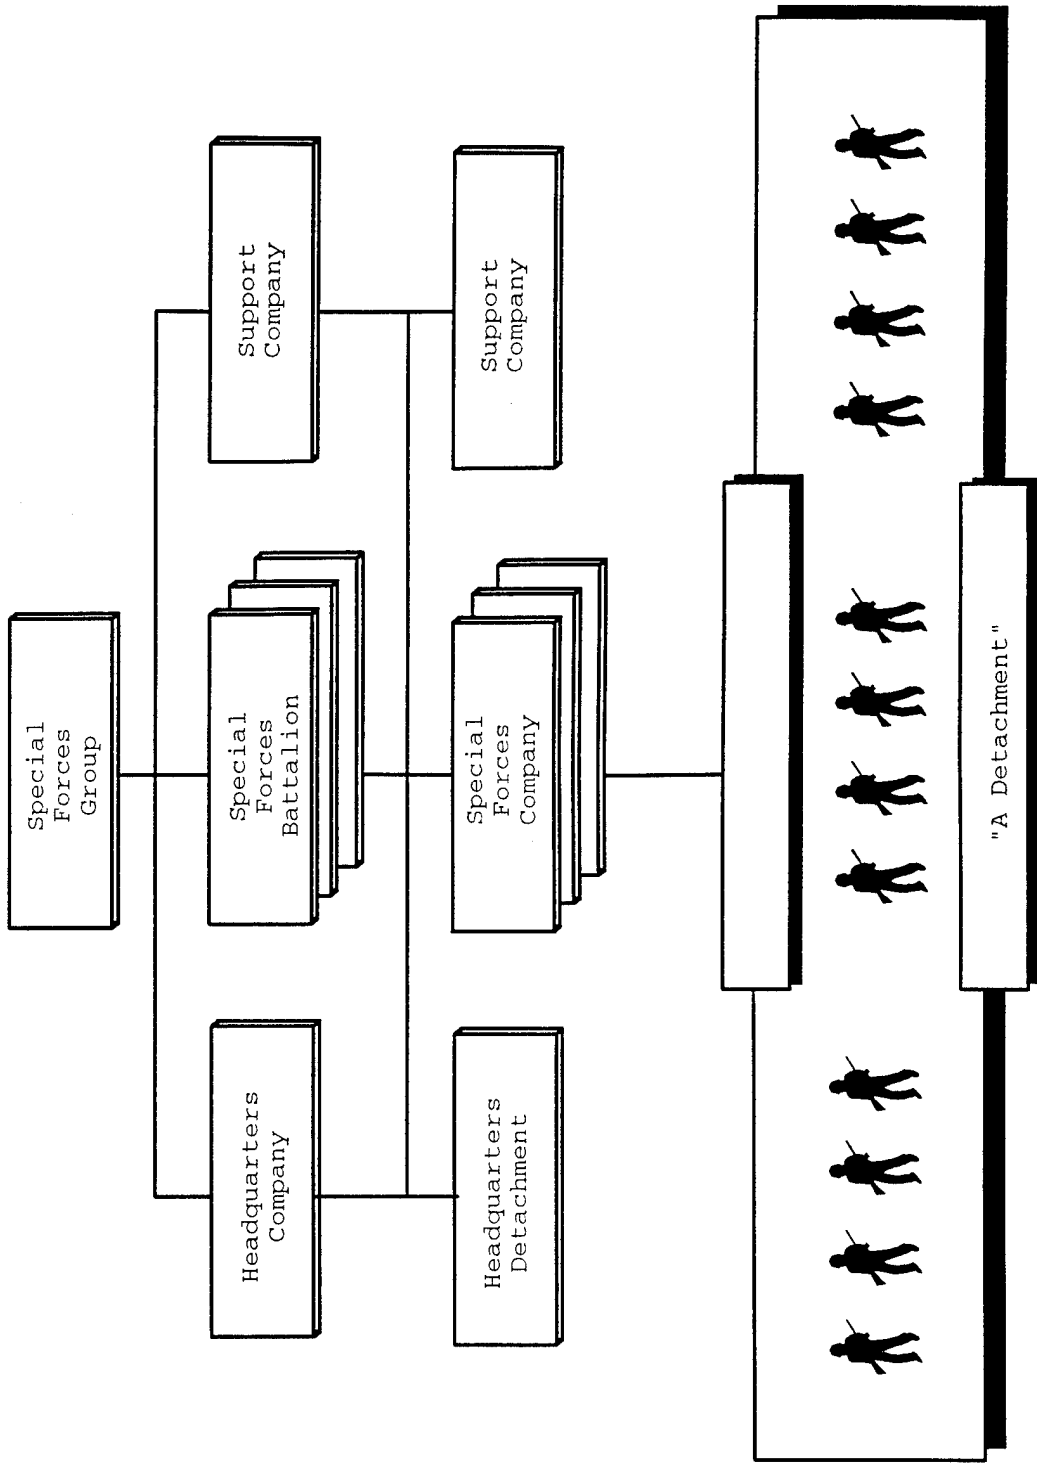 Special
Forces
Group
Headquarters
Company
Special
Forces
Battalion
Support
Company
Headquarters
Detachment
Special
Forces
Company
Support
Company
"A Detachment"